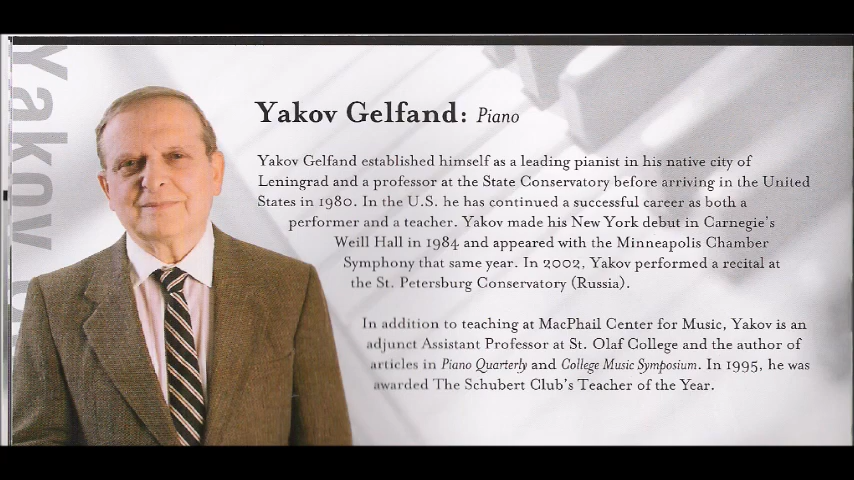 Yakov
Yakov Gelfand: Piano
Yakov Gelfand established himself as a leading pianist in his native city of
Leningrad and a professor at the State Conservatory before arriving in the United
States in 1980. In the U.S. he has continued a successful career as both a
performer and a teacher. Yakov made his New York debut in Carnegie's
Weill Hall in 1984 and appeared with the Minneapolis Chamber
Symphony that same year. In 2002, Yakov performed a recital at
the St. Petersburg Conservatory (Russia).
In addition to teaching at MacPhail Center for Music, Yakov is an
adjunct Assistant Professor at St. Olaf College and the author of
articles in Piano Quarterly and College Music Symposium. In 1995, he was
awarded The Schubert Club's Teacher of the Year.